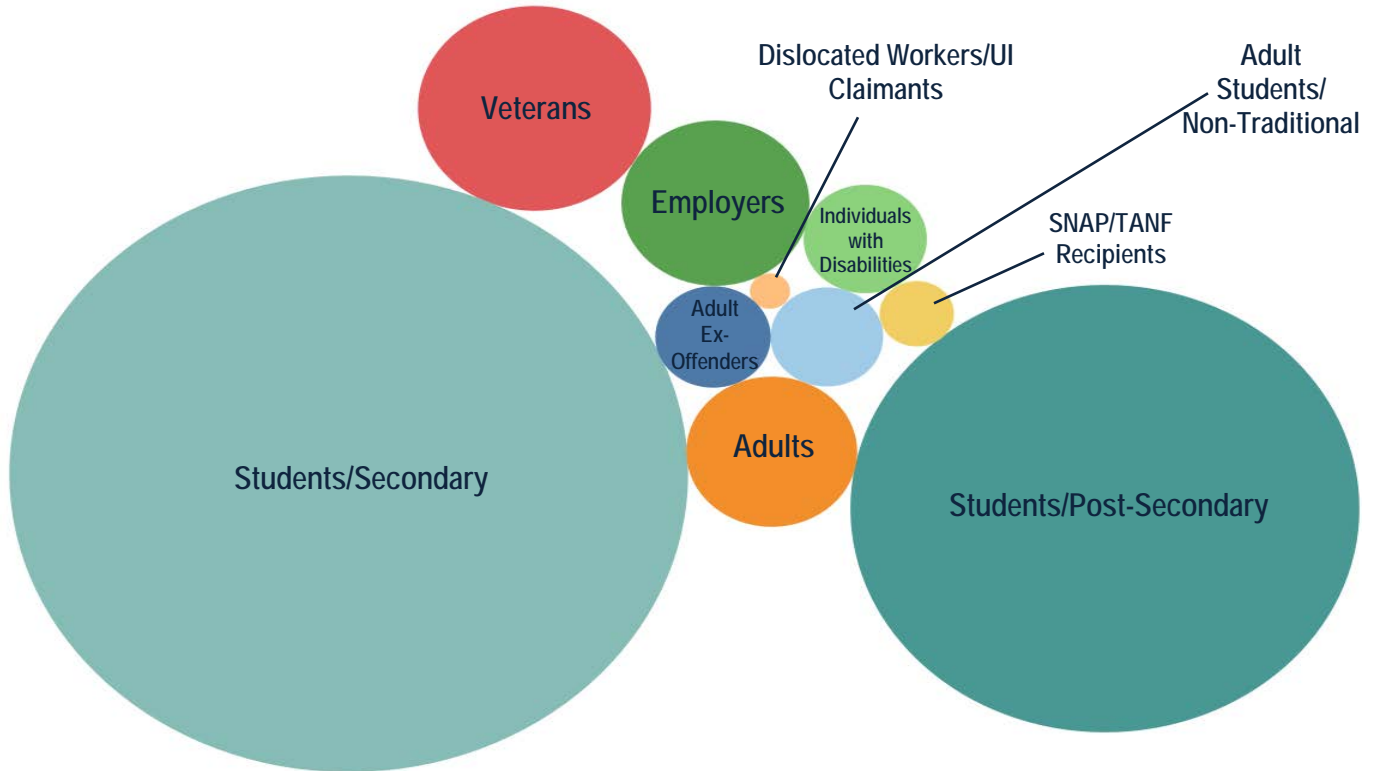 Dislocated Workers/UI
Claimants
Adult
Students/
Non-Traditional
Veterans
Employers
Individuals
with
Disabilities
SNAP/TANF
Recipients
Adult
Ex-
Offenders
Adults
Students/Secondary
Students/Post-Secondary